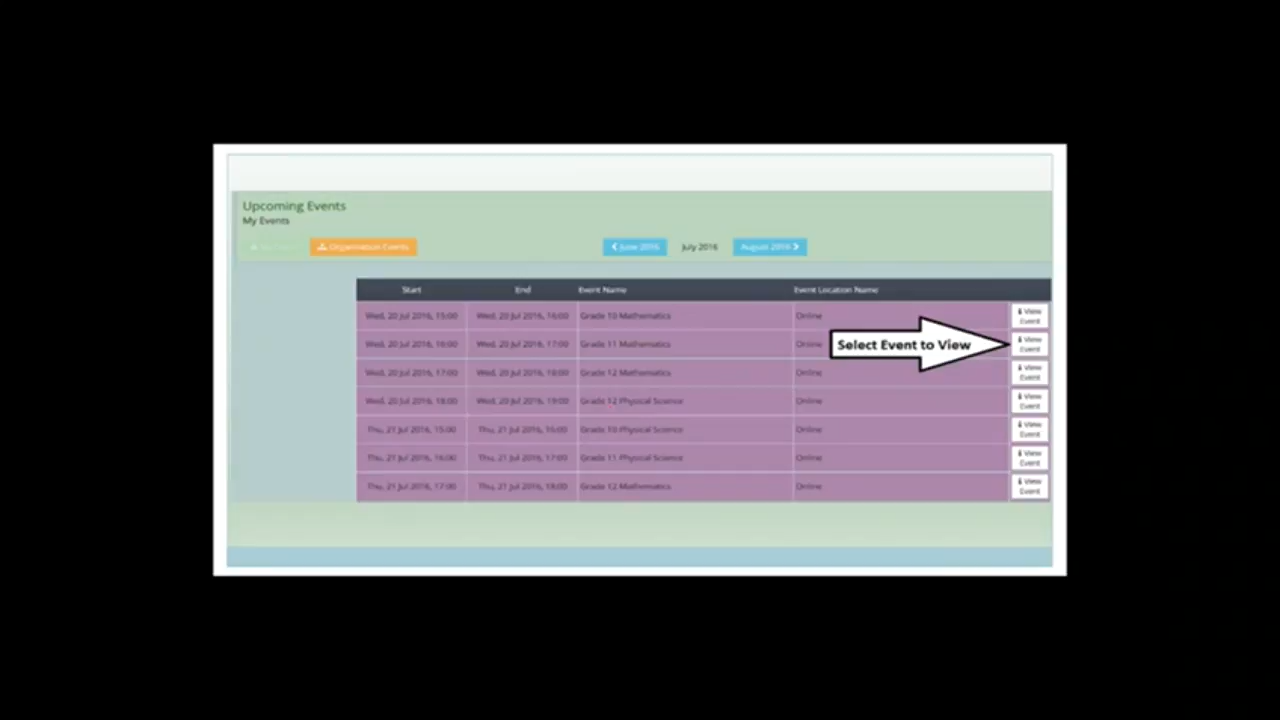 Upcoming Events
My Events
Organisation Events
June 2016
July 2016
August 2016
Start End Event Name Event Location Name
Wed, 20 Jul 2016, 15:00 Wed, 20 Jul 2016, 16:00 Grade 10 Mathematics Online View Event
Wed, 20 Jul 2016, 16:00 Wed, 20 Jul 2016, 17:00 Grade 11 Mathematics Online View Event
Select Event to View
Wed, 20 Jul 2016, 17:00 Wed, 20 Jul 2016, 18:00 Grade 12 Mathematics Online View Event
Wed, 20 Jul 2016, 18:00 Wed, 20 Jul 2016, 19:00 Grade 12 Physical Science Online View Event
Thu, 21 Jul 2016, 15:00 Thu, 21 Jul 2016, 16:00 Grade 10 Physical Science Online View Event
Thu, 21 Jul 2016, 16:00 Thu, 21 Jul 2016, 17:00 Grade 11 Physical Science Online View Event
Thu, 21 Jul 2016, 17:00 Thu, 21 Jul 2016, 18:00 Grade 12 Mathematics Online View Event